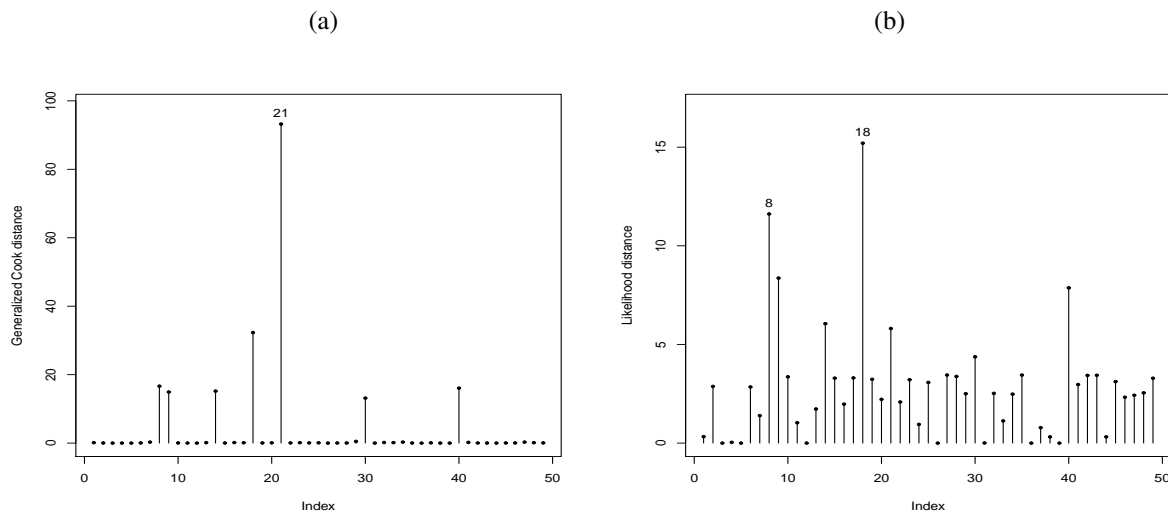 (a)
(b)
Generalized Cook distance
0 20 40 60 80 100
21
0 10 20 30 40 50
Index
Likelihood distance
0 5 10 15
8
18
0 10 20 30 40 50
Index